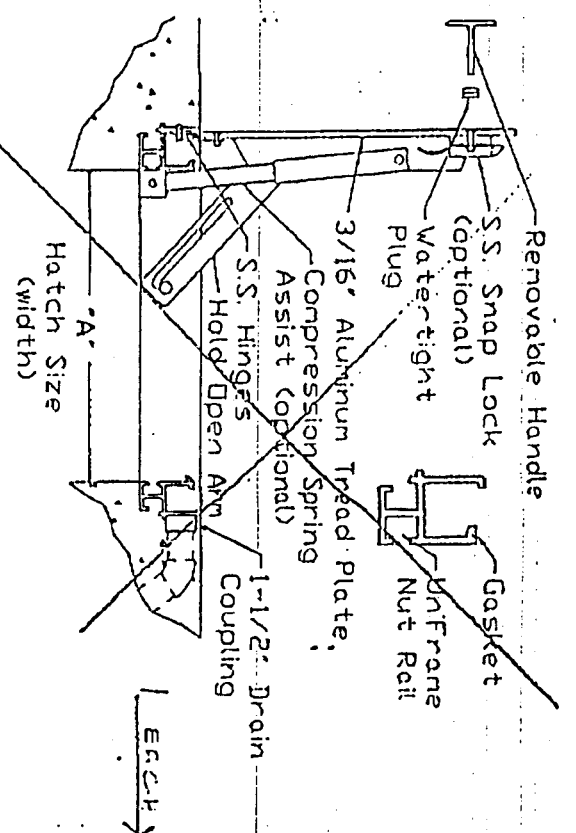 Removable Handle
S.S. Snap Lock
(optional)
Watertight
Plug
3/16" Aluminum Tread Plate
Compression Spring
Assist (optional)
S.S Hinges
Hold Open Arm
Gasket
UniFrame
Nut Rail
1-1/2" Drain
Coupling
"A"
Hatch Size
(width)